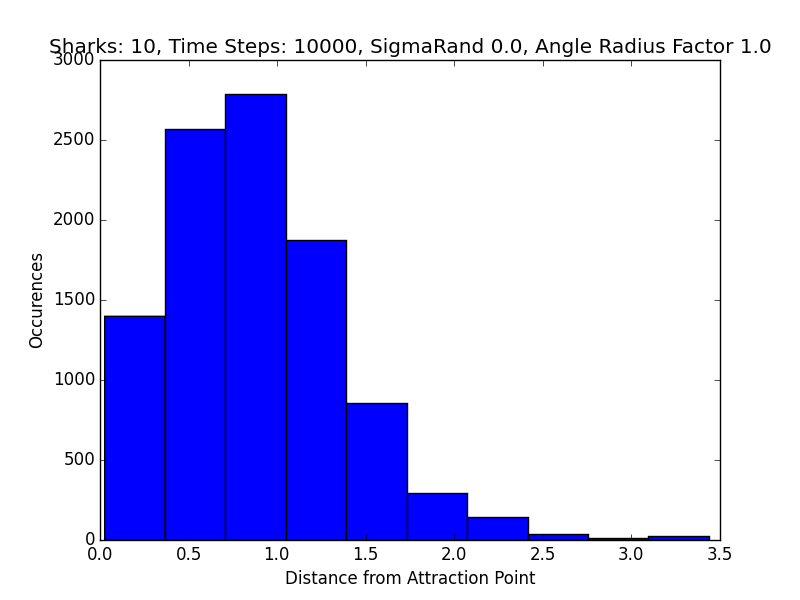 Sharks: 10, Time Steps: 10000, SigmaRand 0.0, Angle Radius Factor 1.0
3000
2500
2000
1500
1000
500
0
Occurences
0.0 0.5 1.0 1.5 2.0 2.5 3.0 3.5
Distance from Attraction Point